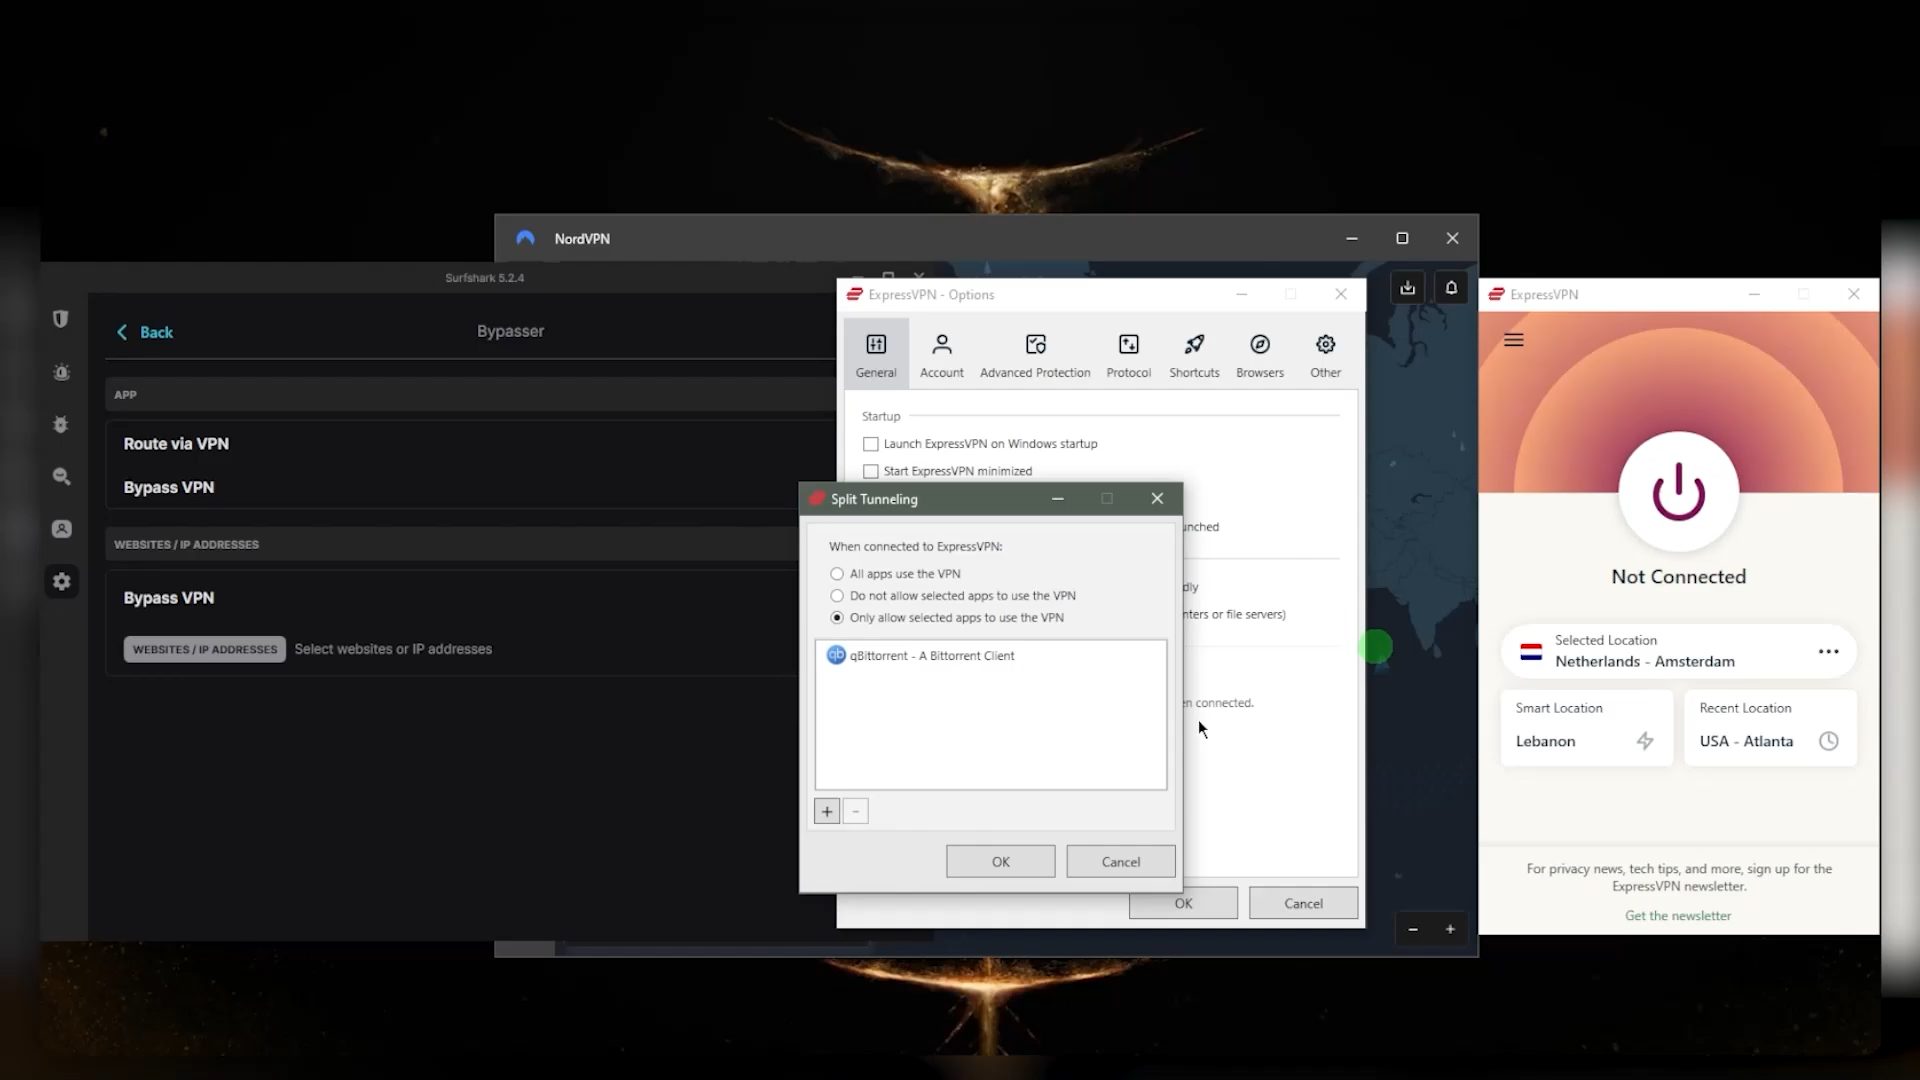 NordVPN
Surfshark 5.2.4
Back
Bypasser
APP
Route via VPN
Bypass VPN
WEBSITES / IP ADDRESSES
Bypass VPN
WEBSITES / IP ADDRESSES Select websites or IP addresses
ExpressVPN - Options
General Account Advanced Protection Protocol Shortcuts Browsers Other
Startup
Launch ExpressVPN on Windows startup
Start ExpressVPN minimized
unched
dly
nters or file servers)
en connected.
OK Cancel
Split Tunneling
When connected to ExpressVPN:
All apps use the VPN
Do not allow selected apps to use the VPN
Only allow selected apps to use the VPN
qb qBittorrent - A Bittorrent Client
+ -
OK Cancel
- +
ExpressVPN
Not Connected
Selected Location
Netherlands - Amsterdam
Smart Location
Lebanon
Recent Location
USA - Atlanta
For privacy news, tech tips, and more, sign up for the
ExpressVPN newsletter.
Get the newsletter